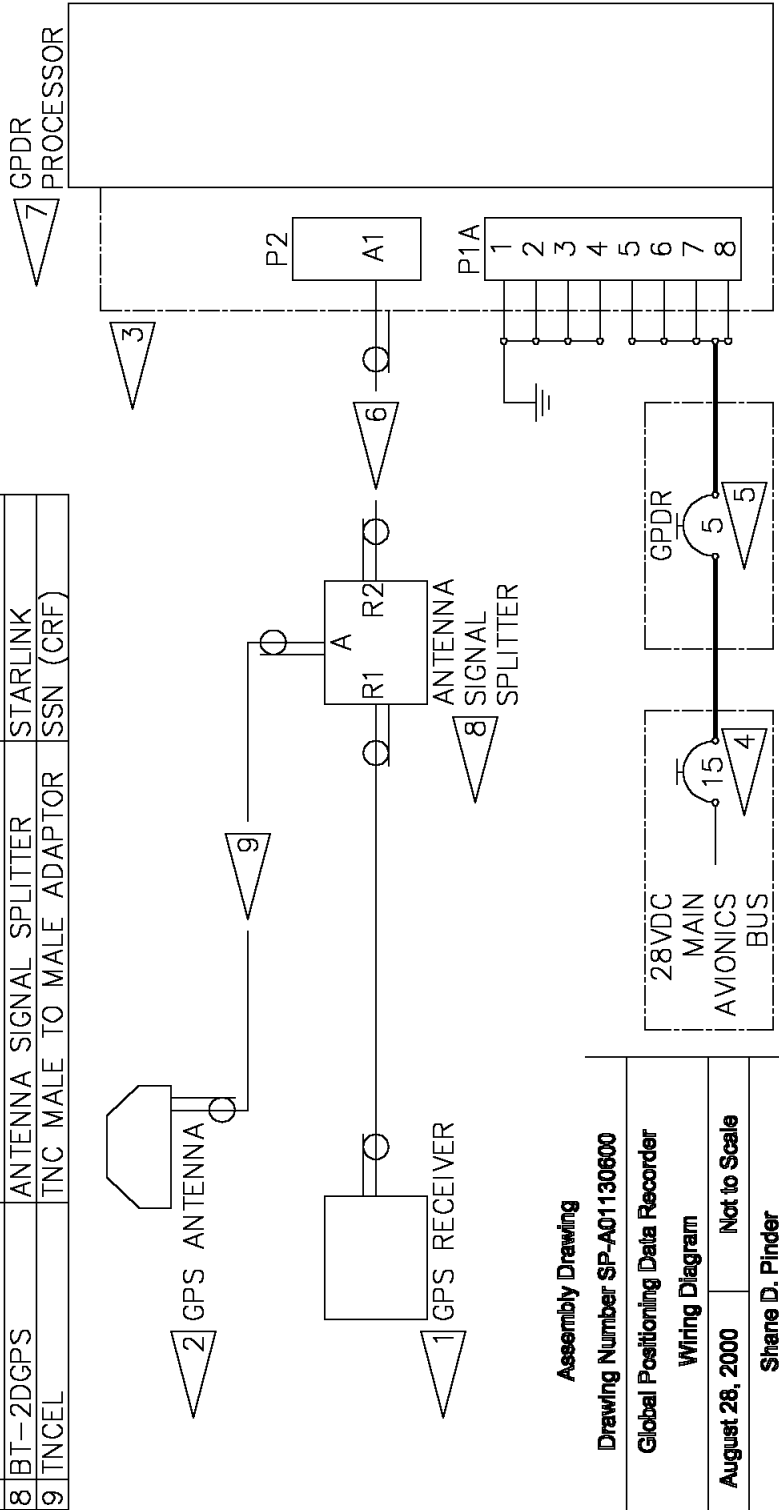 8 BT-2DGPS ANTENNA SIGNAL SPLITTER STARLINK
9 TNCEL TNC MALE TO MALE ADAPTOR SSN (CRF)
2 GPS ANTENNA
9
1 GPS RECEIVER
A
R1 R2
8 ANTENNA
SIGNAL
SPLITTER
6
3
7 GPDR
PROCESSOR
P2
A1
P1A
1
2
3
4
5
6
7
8
28VDC
MAIN
AVIONICS
BUS
15
4
GPDR
5
5
Assembly Drawing
Drawing Number SP-A01130600
Global Positioning Data Recorder
Wiring Diagram
August 28, 2000 Not to Scale
Shane D. Pinder